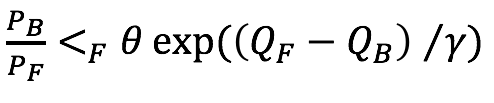 P_B/P_F <_F θ exp((Q_F − Q_B) /γ)